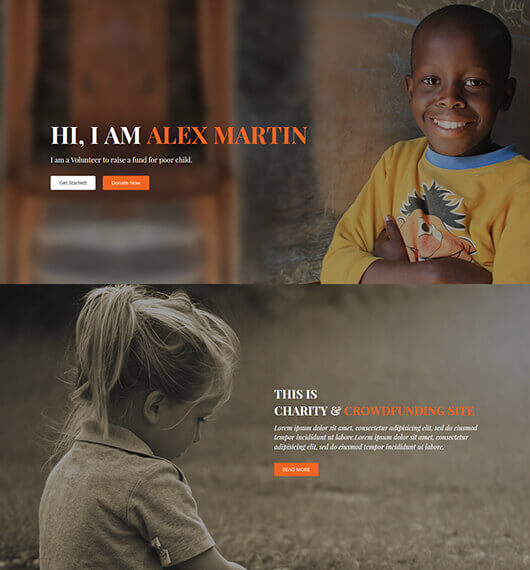 HI, I AM ALEX MARTIN
I am a Volunteer to raise a fund for poor child.
Get Started!
Donate Now
THIS IS
CHARITY & CROWDFUNDING SITE
Lorem ipsum dolor sit amet, consectetur adipisicing elit, sed do eiusmod
tempor incididunt ut labore.Lorem ipsum dolor sit amet, consectetur
adipisicing elit, sed do eiusmod tempor incididunt ut labore.
READ MORE